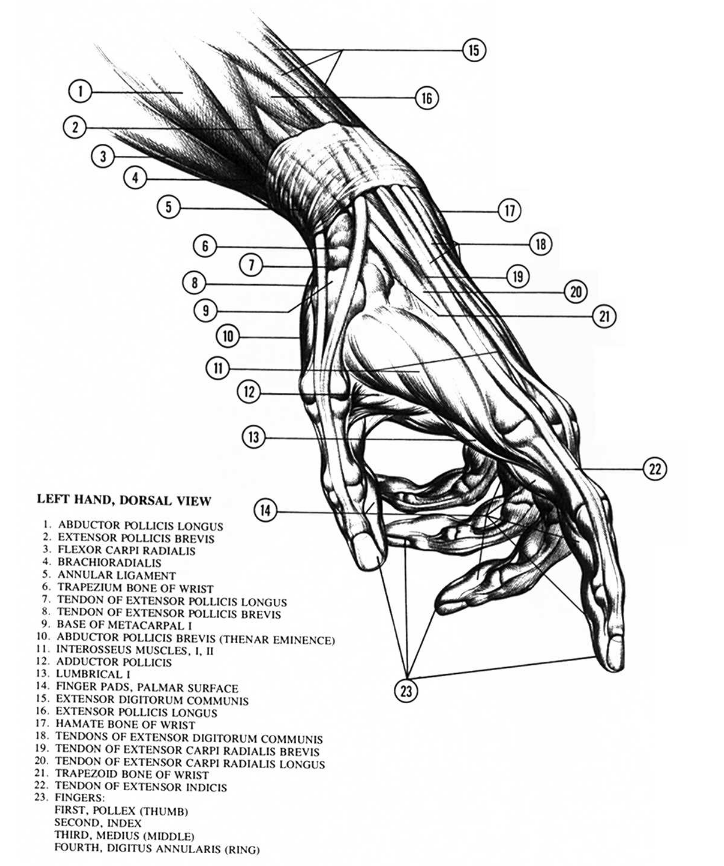 15
1
16
2
3
4
5
17
6
18
7
19
8
20
9
21
10
11
12
13
22
14
23
LEFT HAND, DORSAL VIEW
1. ABDUCTOR POLLICIS LONGUS
2. EXTENSOR POLLICIS BREVIS
3. FLEXOR CARPI RADIALIS
4. BRACHIORADIALIS
5. ANNULAR LIGAMENT
6. TRAPEZIUM BONE OF WRIST
7. TENDON OF EXTENSOR POLLICIS LONGUS
8. TENDON OF EXTENSOR POLLICIS BREVIS
9. BASE OF METACARPAL I
10. ABDUCTOR POLLICIS BREVIS (THENAR EMINENCE)
11. INTEROSSEUS MUSCLES, I, II
12. ADDUCTOR POLLICIS
13. LUMBRICAL I
14. FINGER PADS, PALMAR SURFACE
15. EXTENSOR DIGITORUM COMMUNIS
16. EXTENSOR POLLICIS LONGUS
17. HAMATE BONE OF WRIST
18. TENDONS OF EXTENSOR DIGITORUM COMMUNIS
19. TENDON OF EXTENSOR CARPI RADIALIS BREVIS
20. TENDON OF EXTENSOR CARPI RADIALIS LONGUS
21. TRAPEZOID BONE OF WRIST
22. TENDON OF EXTENSOR INDICIS
23. FINGERS:
FIRST, POLLEX (THUMB)
SECOND, INDEX
THIRD, MEDIUS (MIDDLE)
FOURTH, DIGITUS ANNULARIS (RING)